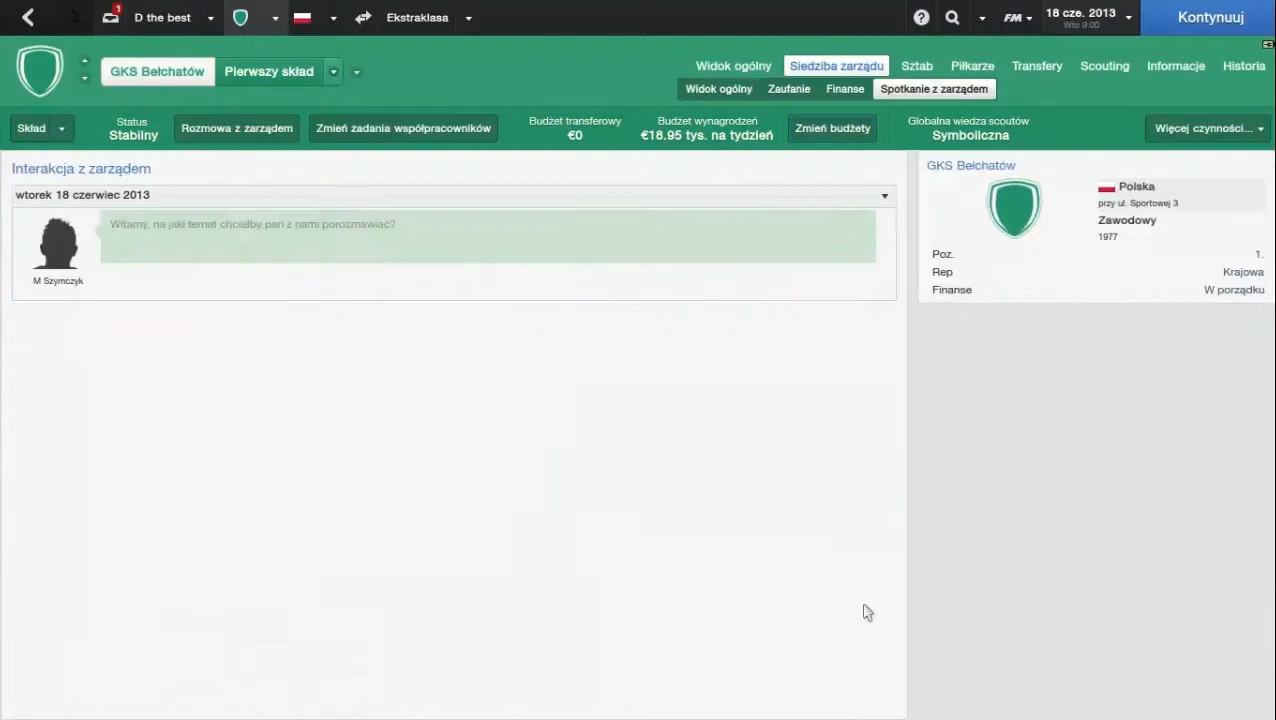 1
D the best
Ekstraklasa
?
FM
18 cze. 2013
Wto 9:00
Kontynuuj
GKS Bełchatów
Pierwszy skład
Widok ogólny
Siedziba zarządu
Sztab
Piłkarze
Transfery
Scouting
Informacje
Historia
Widok ogólny
Zaufanie
Finanse
Spotkanie z zarządem
Skład
Status
Stabilny
Rozmowa z zarządem
Zmień zadania współpracowników
Budżet transferowy
€0
Budżet wynagrodzeń
€18.95 tys. na tydzień
Zmień budżety
Globalna wiedza scoutów
Symboliczna
Więcej czynności...
Interakcja z zarządem
wtorek 18 czerwiec 2013
Witamy, na jaki temat chciałby pan z nami porozmawiać?
M Szymczyk
GKS Bełchatów
Polska
przy ul. Sportowej 3
Zawodowy
1977
Poz. 1.
Rep Krajowa
Finanse W porządku